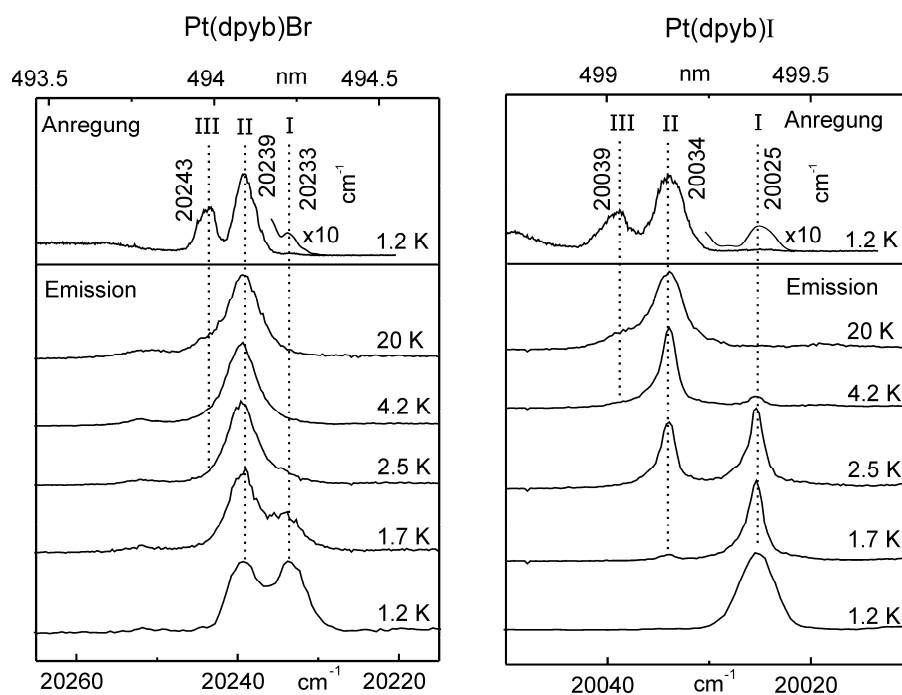 Pt(dpyb)Br
493.5 494 nm 494.5
Anregung III II I
20243 20239 20233 cm-1
x10
1.2 K
Emission
20 K
4.2 K
2.5 K
1.7 K
1.2 K
20260 20240 cm-1 20220
Pt(dpyb)I
499 nm 499.5
III II I Anregung
20039 20034 20025 cm-1
x10
1.2 K
Emission
20 K
4.2 K
2.5 K
1.7 K
1.2 K
20040 cm-1 20020